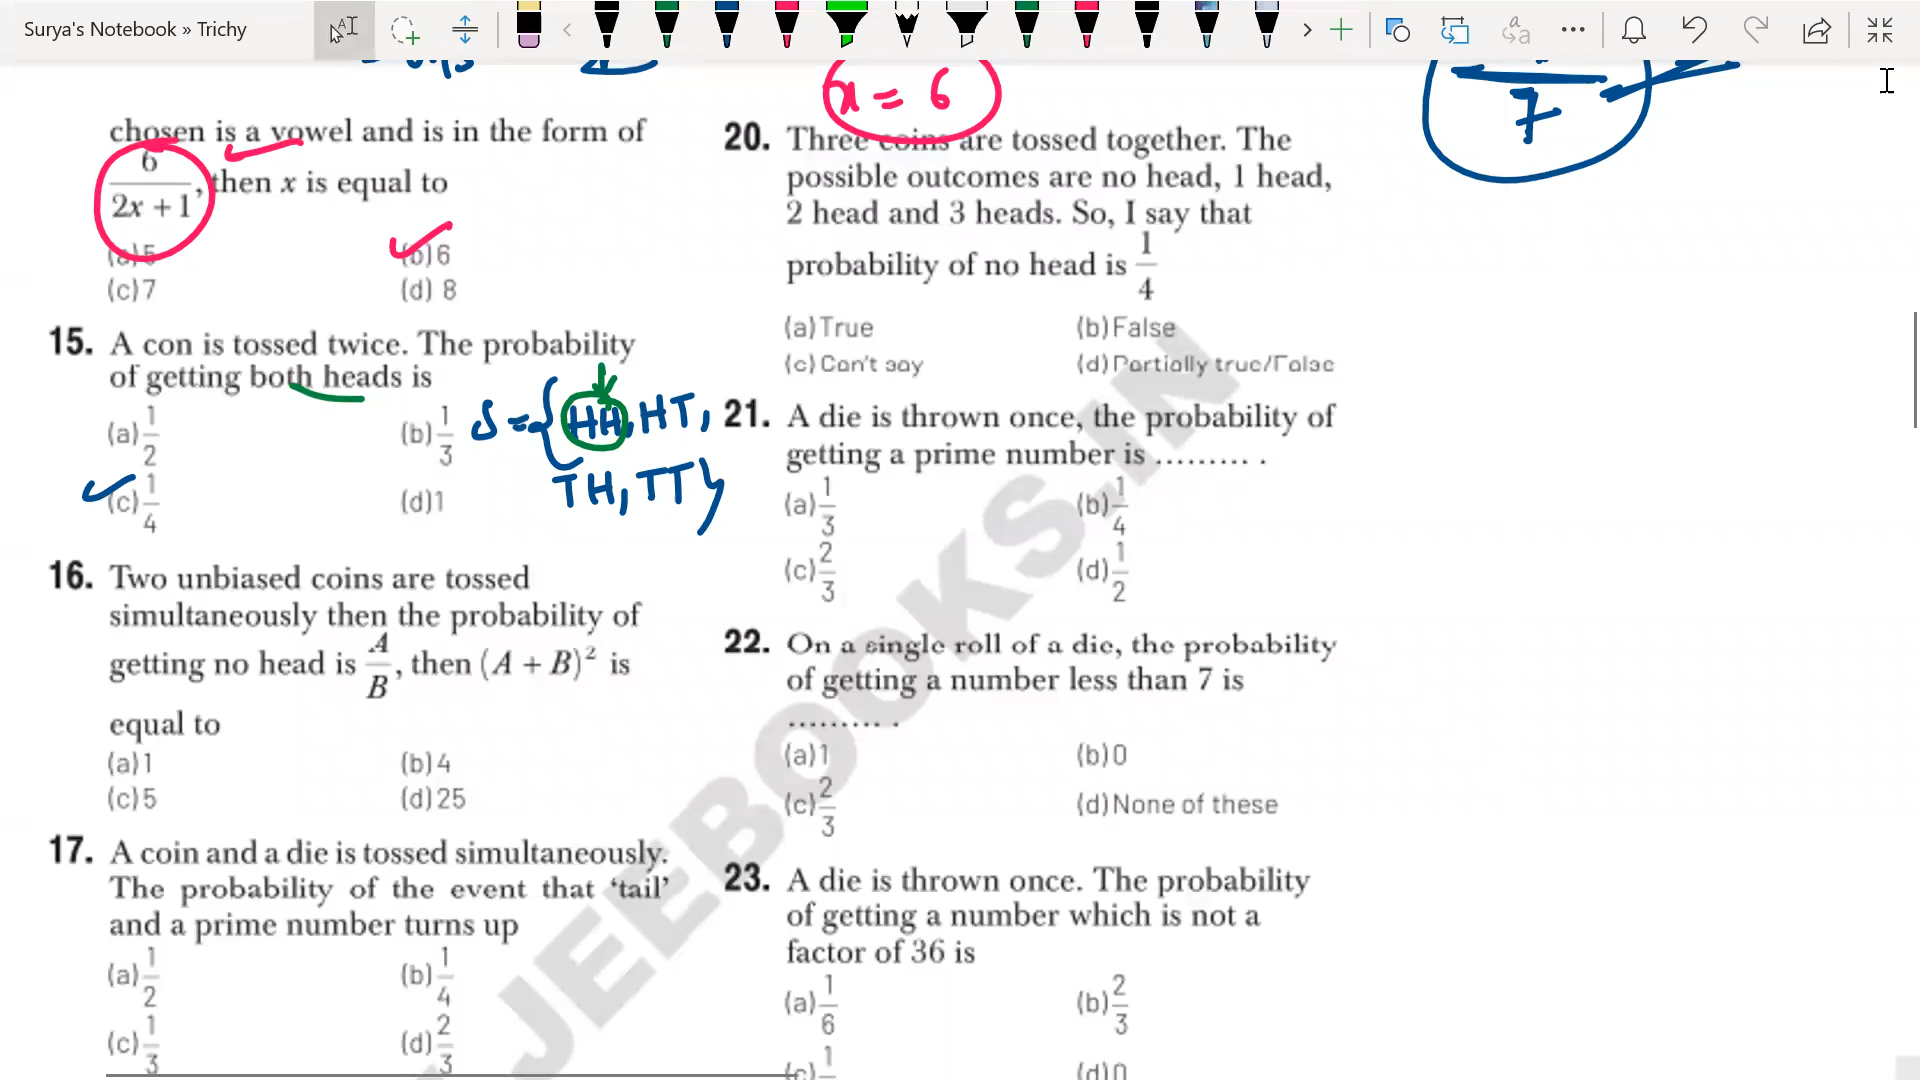 Surya's Notebook » Trichy
x = 6
7
chosen is a vowel and is in the form of
6
2x + 1
, then x is equal to
(a) 5 (b) 6
(c) 7 (d) 8
15. A con is tossed twice. The probability
of getting both heads is
(a) 1/2 (b) 1/3
(c) 1/4 (d) 1
S = { HH, HT,
TH, TT }
16. Two unbiased coins are tossed
simultaneously then the probability of
getting no head is A/B, then (A + B)² is
equal to
(a) 1 (b) 4
(c) 5 (d) 25
17. A coin and a die is tossed simultaneously.
The probability of the event that ‘tail’
and a prime number turns up
(a) 1/2 (b) 1/4
(c) 1/3 (d) 2/3
20. Three coins are tossed together. The
possible outcomes are no head, 1 head,
2 head and 3 heads. So, I say that
probability of no head is 1/4
(a) True (b) False
(c) Can't say (d) Partially true/False
21. A die is thrown once, the probability of
getting a prime number is ......... .
(a) 1/3 (b) 1/4
(c) 2/3 (d) 1/2
22. On a single roll of a die, the probability
of getting a number less than 7 is
......... .
(a) 1 (b) 0
(c) 2/3 (d) None of these
23. A die is thrown once. The probability
of getting a number which is not a
factor of 36 is
(a) 1/6 (b) 2/3
(c) 1 (d) 0
JEEBOOKS.IN